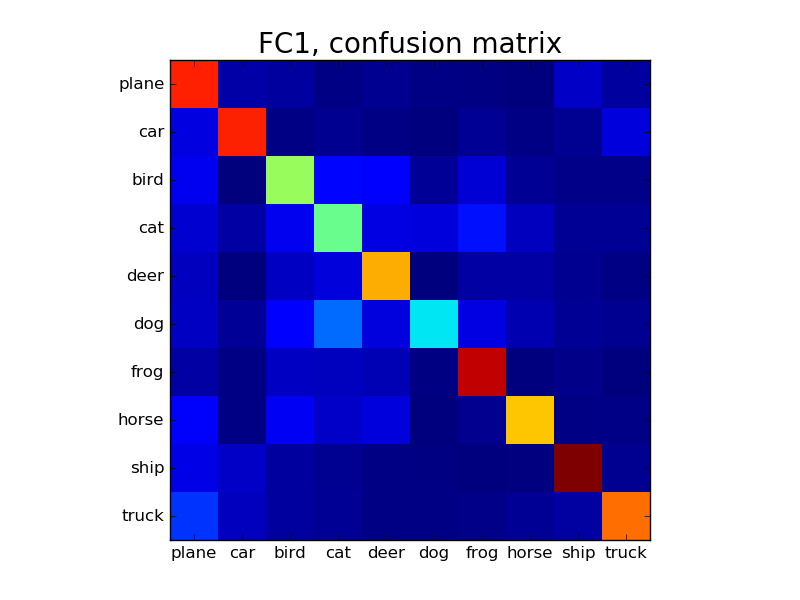 FC1, confusion matrix
plane
car
bird
cat
deer
dog
frog
horse
ship
truck
plane car bird cat deer dog frog horse ship truck